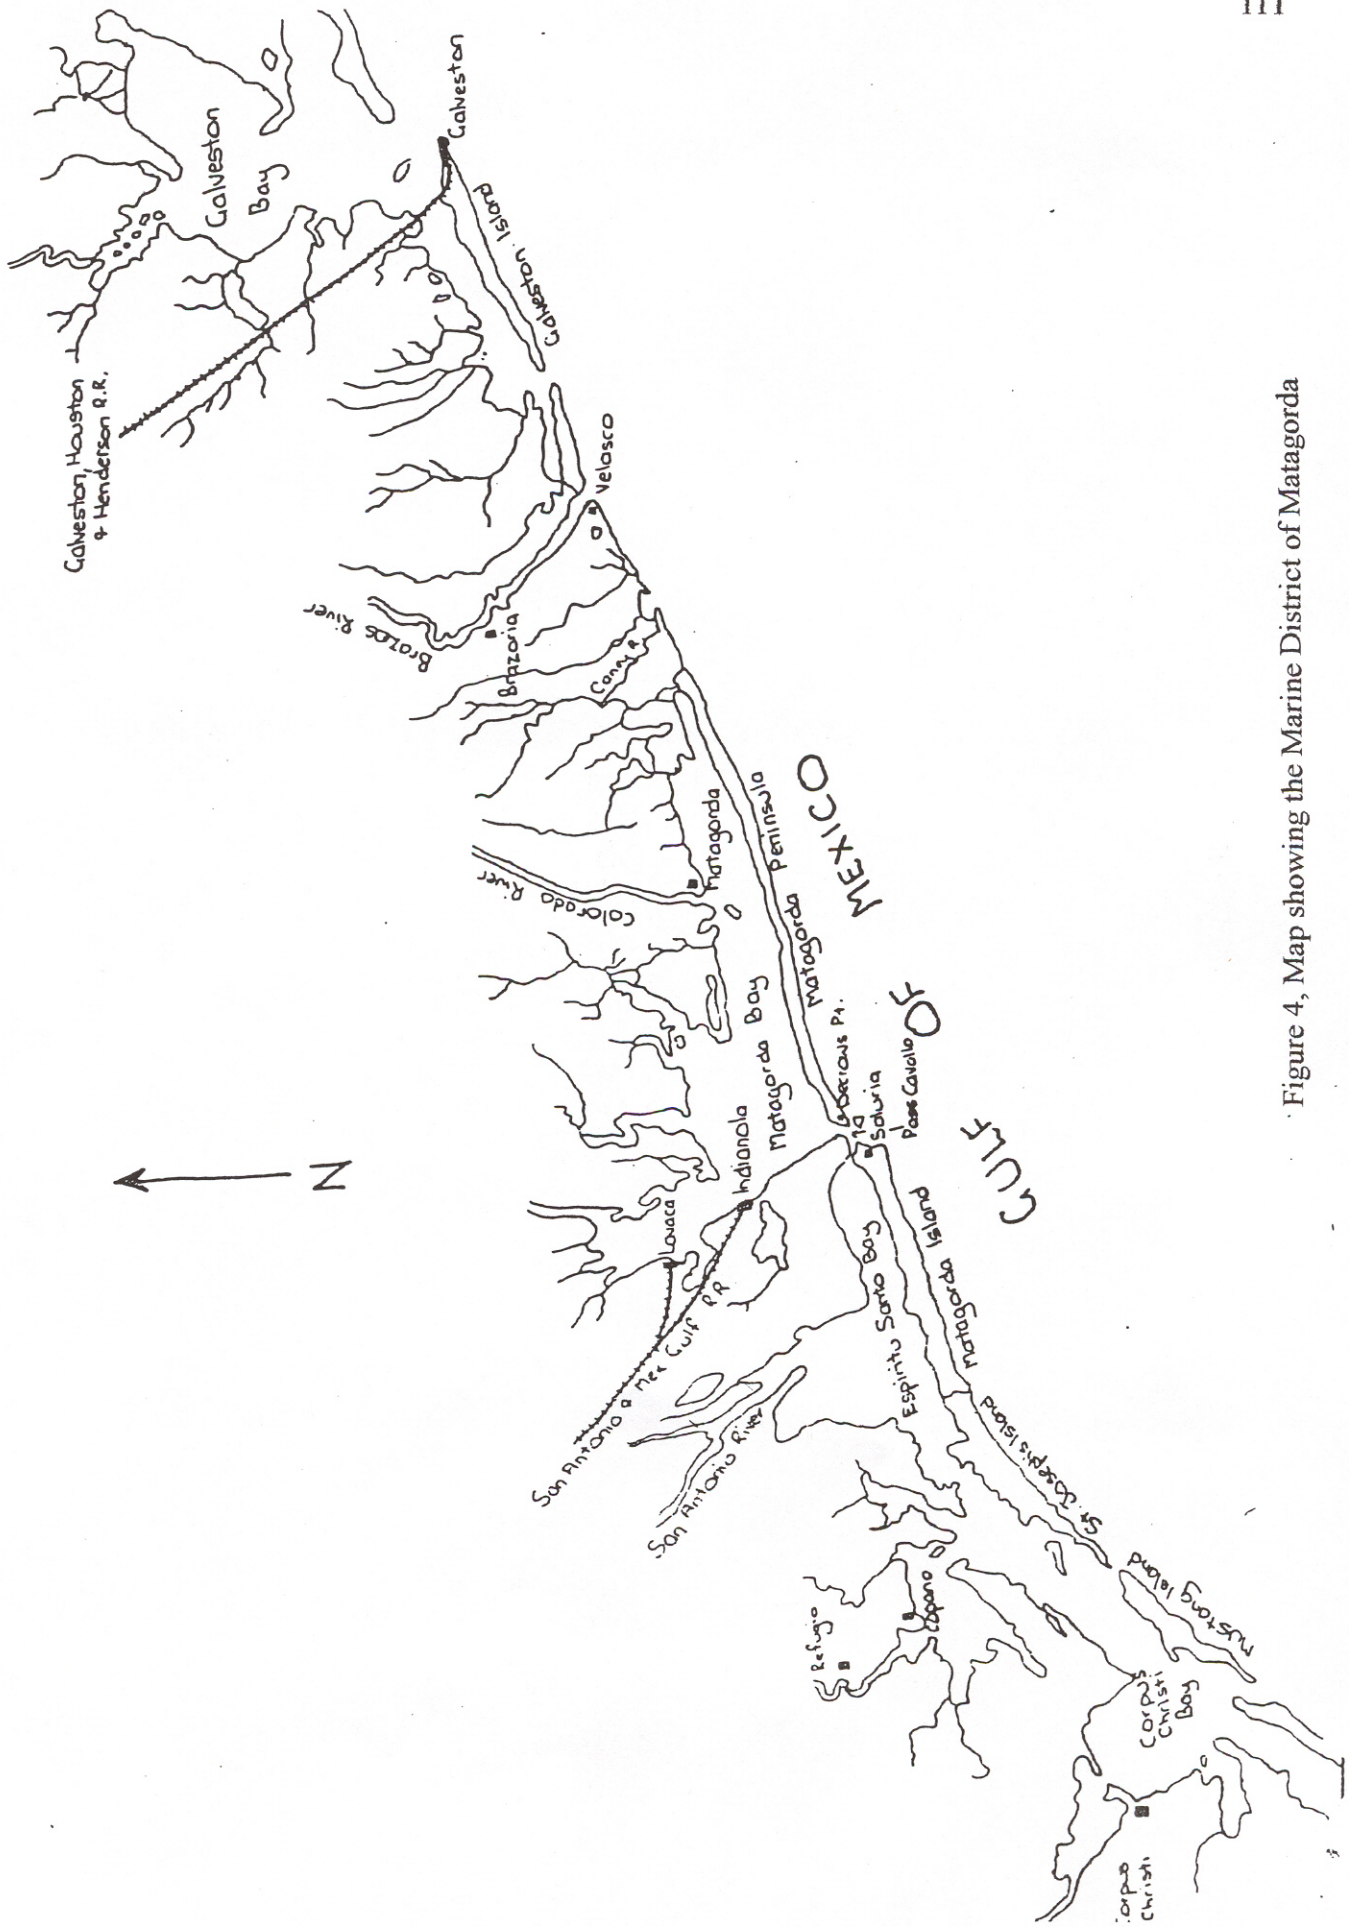 III
Galveston, Houston
& Henderson R.R.
Galveston
Bay
Galveston
Galveston Island
Velasco
Brazos River
Brazoria
Caney R
Colorado River
Matagorda
Matagorda Peninsula
Matagorda Bay
Decrows Pt.
Saluria
Pass Cavallo
GULF OF MEXICO
N
Indianola
Lavaca
San Antonio & Mex Gulf R.R
San Antonio River
Espiritu Santo Bay
Matagorda Island
St. Joseph's Island
Mustang Island
Refugio
Copano
Corpus
Christi
Bay
Corpus
Christi
Figure 4, Map showing the Marine District of Matagorda